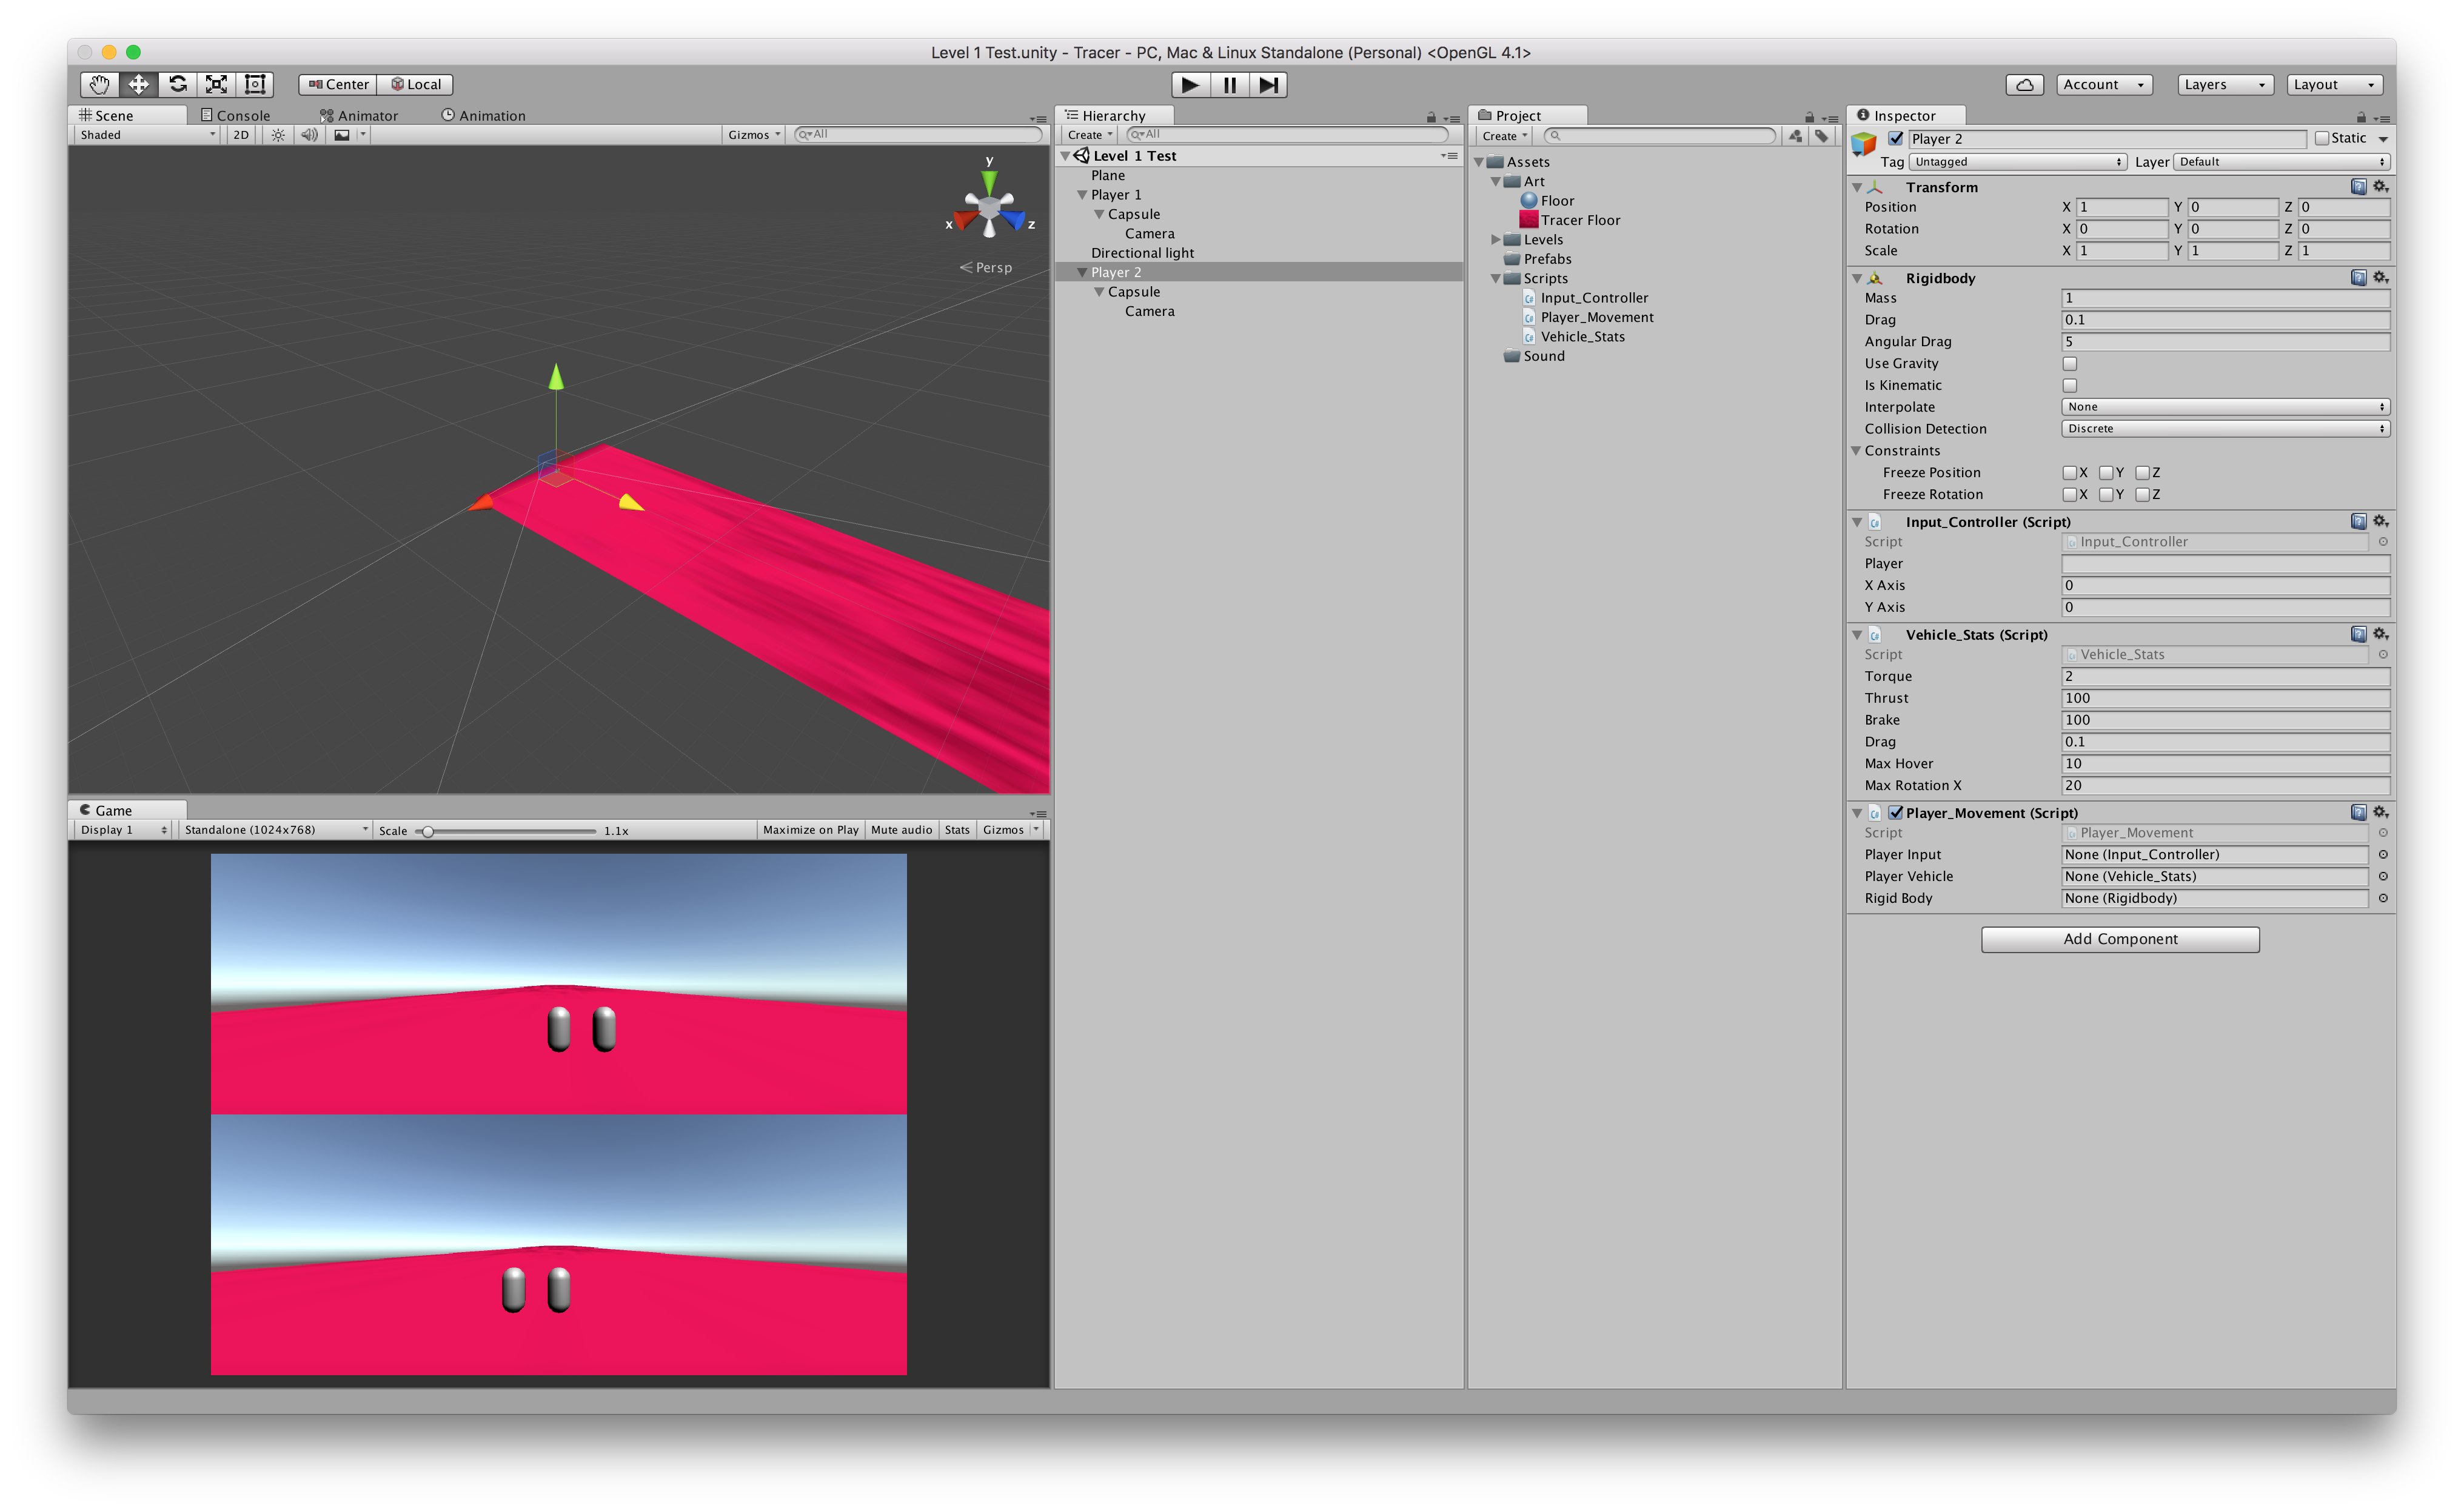 Level 1 Test.unity - Tracer - PC, Mac & Linux Standalone (Personal) <OpenGL 4.1>
Center Local
Account Layers Layout
Scene Console Animator Animation
Shaded 2D Gizmos All
y
x z
Persp
Game
Display 1 Standalone (1024x768) Scale 1.1x Maximize on Play Mute audio Stats Gizmos
Hierarchy
Create All
Level 1 Test
Plane
Player 1
Capsule
Camera
Directional light
Player 2
Capsule
Camera
Project
Create
Assets
Art
Floor
Tracer Floor
Levels
Prefabs
Scripts
Input_Controller
Player_Movement
Vehicle_Stats
Sound
Inspector
Player 2 Static
Tag Untagged Layer Default
Transform
Position X 1 Y 0 Z 0
Rotation X 0 Y 0 Z 0
Scale X 1 Y 1 Z 1
Rigidbody
Mass 1
Drag 0.1
Angular Drag 5
Use Gravity
Is Kinematic
Interpolate None
Collision Detection Discrete
Constraints
Freeze Position X Y Z
Freeze Rotation X Y Z
Input_Controller (Script)
Script Input_Controller
Player
X Axis 0
Y Axis 0
Vehicle_Stats (Script)
Script Vehicle_Stats
Torque 2
Thrust 100
Brake 100
Drag 0.1
Max Hover 10
Max Rotation X 20
Player_Movement (Script)
Script Player_Movement
Player Input None (Input_Controller)
Player Vehicle None (Vehicle_Stats)
Rigid Body None (Rigidbody)
Add Component